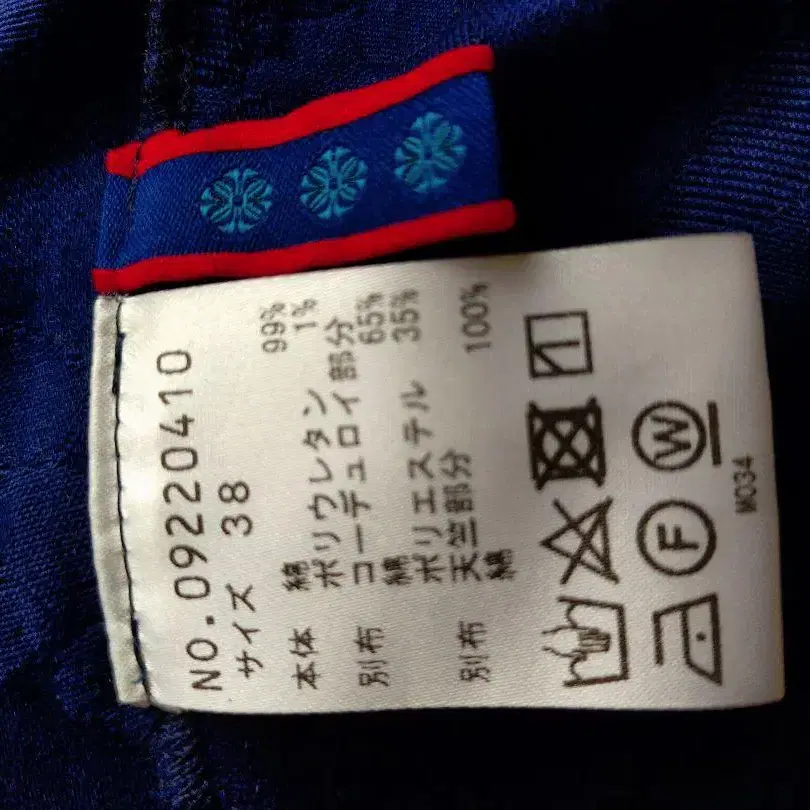 NO.09220410
サイズ 38
本体 綿 99%
ポリウレタン 1%
別布 コーデュロイ部分
綿 65%
ポリエステル 35%
別布 天竺部分
綿 100%
F W
M034